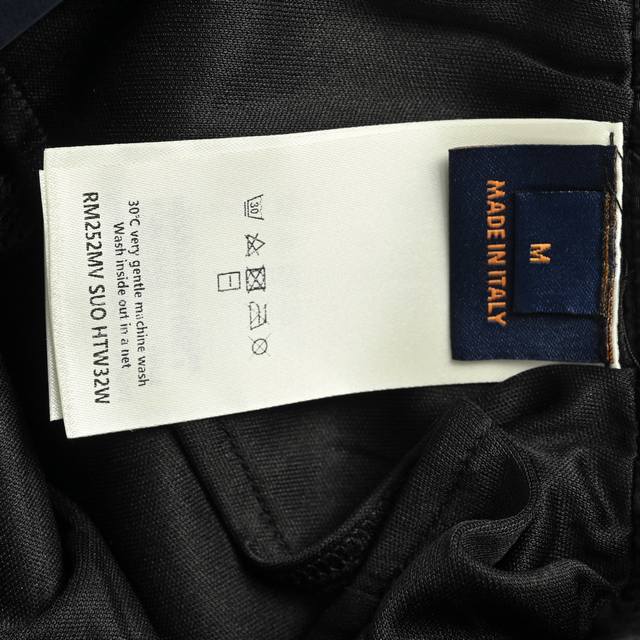 30°C very gentle machine wash
Wash inside out in a net
RM252MV SUO HTW32W
MADE IN ITALY
M